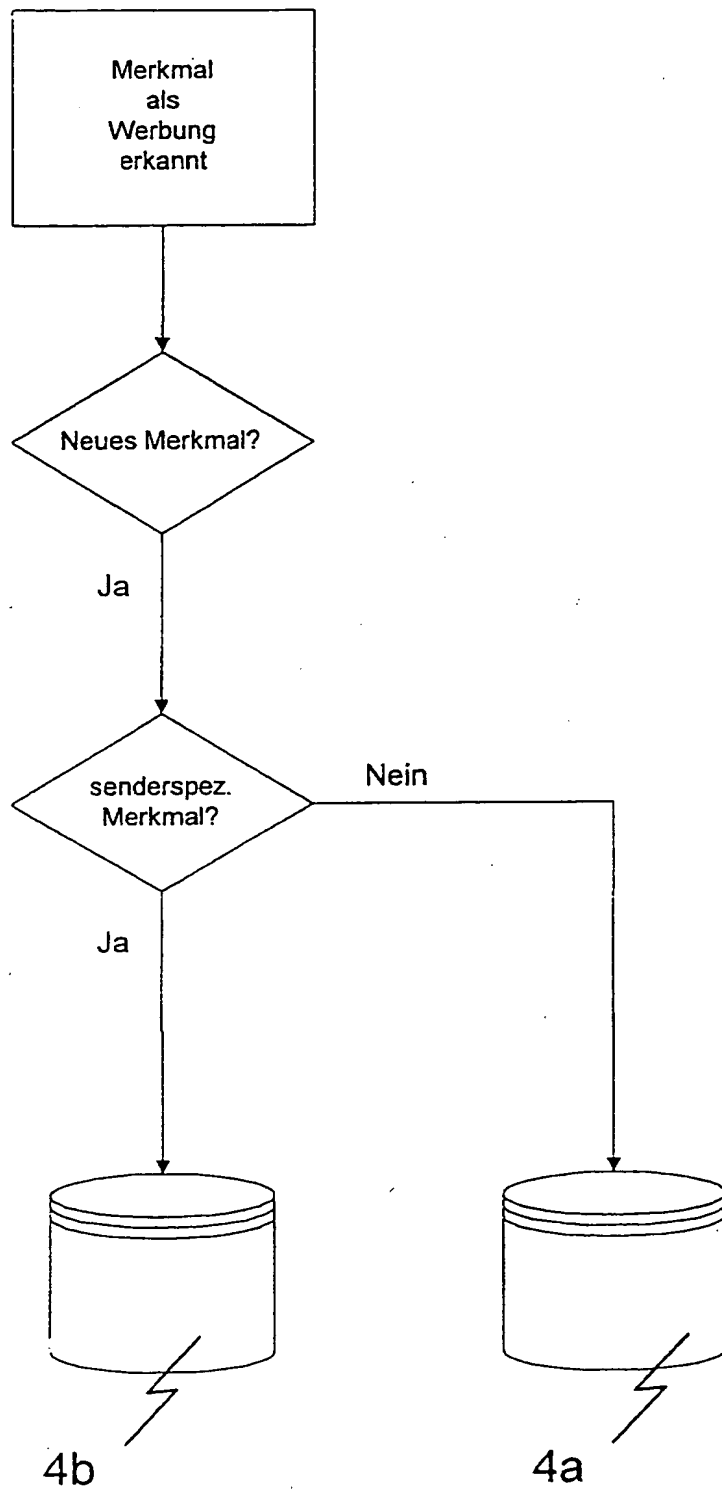 Merkmal
als
Werbung
erkannt
Neues Merkmal?
Ja
senderspez.
Merkmal?
Nein
Ja
4b
4a